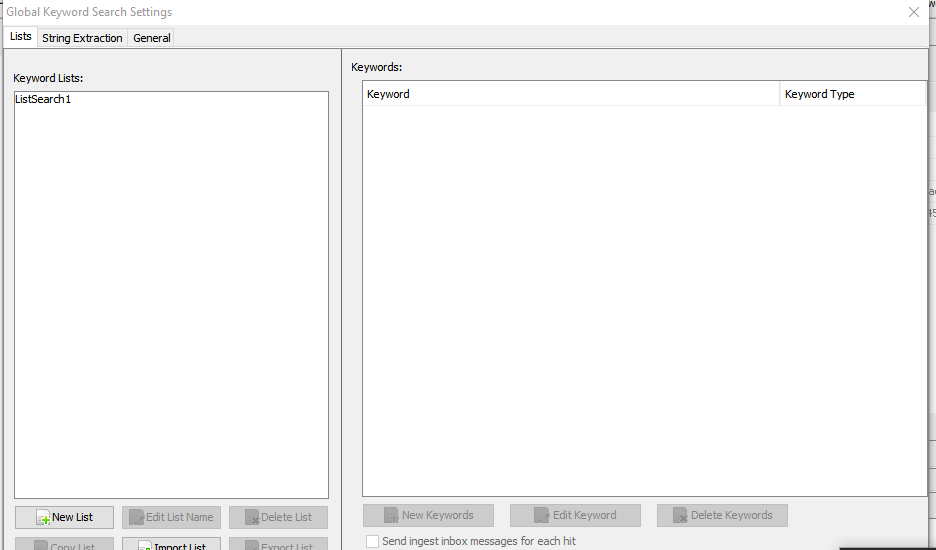 Global Keyword Search Settings
Lists String Extraction General
Keyword Lists:
ListSearch1
Keywords:
Keyword Keyword Type
New List Edit List Name Delete List
New Keywords Edit Keyword Delete Keywords
Send ingest inbox messages for each hit
Copy List Import List Export List